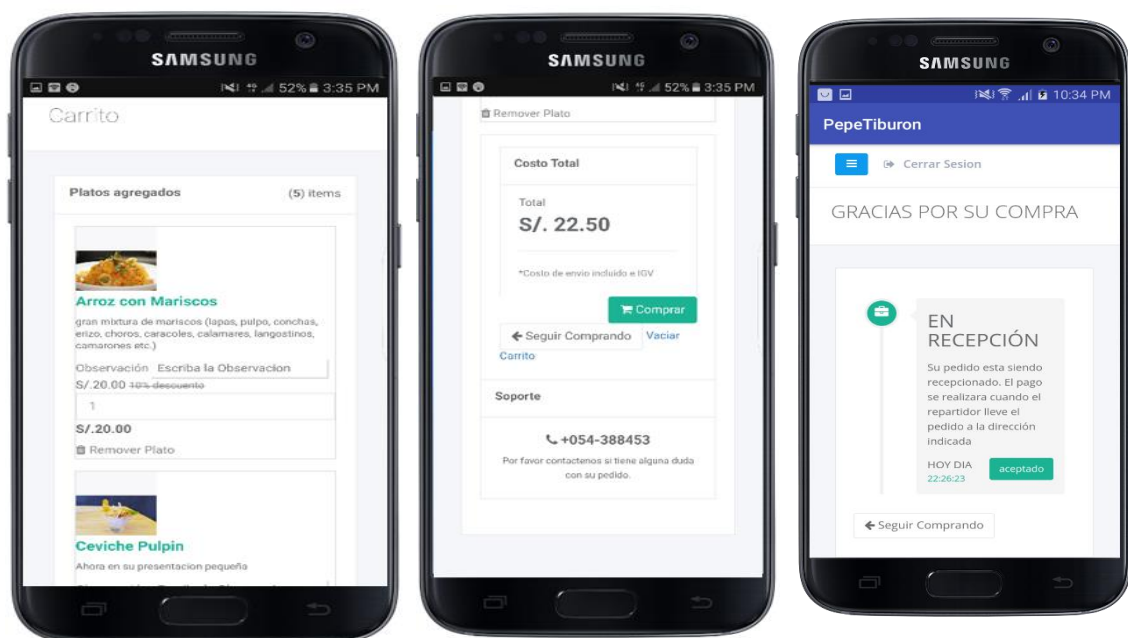 SAMSUNG
52% 3:35 PM
Carrito
Platos agregados (5) items
Arroz con Mariscos
gran mixtura de mariscos (lapas, pulpo, conchas,
erizo, choros, caracoles, calamares, langostinos,
camarones etc.)
Observación Escriba la Observacion
S/.20.00 10% descuento
1
S/.20.00
Remover Plato
Ceviche Pulpin
Ahora en su presentacion pequeña
SAMSUNG
52% 3:35 PM
Remover Plato
Costo Total
Total
S/. 22.50
*Costo de envio incluido e IGV
Comprar
Seguir Comprando Vaciar
Carrito
Soporte
+054-388453
Por favor contactenos si tiene alguna duda
con su pedido.
SAMSUNG
10:34 PM
PepeTiburon
Cerrar Sesion
GRACIAS POR SU COMPRA
EN
RECEPCIÓN
Su pedido esta siendo
recepcionado. El pago
se realizara cuando el
repartidor lleve el
pedido a la dirección
indicada
HOY DIA
22:26:23
aceptado
Seguir Comprando